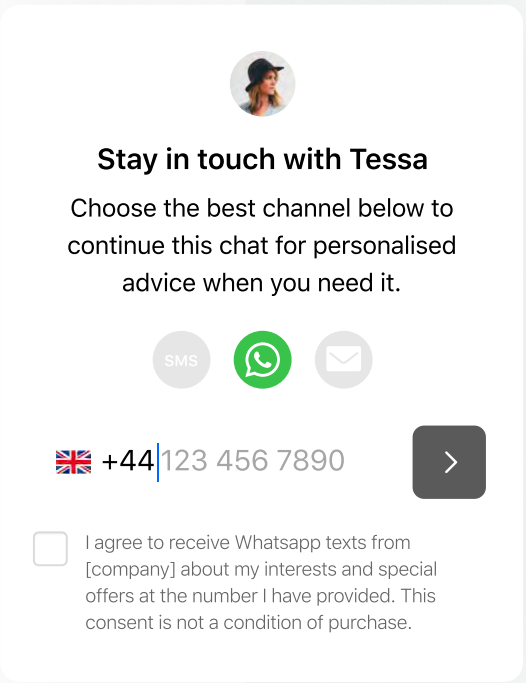 Stay in touch with Tessa
Choose the best channel below to
continue this chat for personalised
advice when you need it.
SMS
+44 123 456 7890
I agree to receive Whatsapp texts from
[company] about my interests and special
offers at the number I have provided. This
consent is not a condition of purchase.